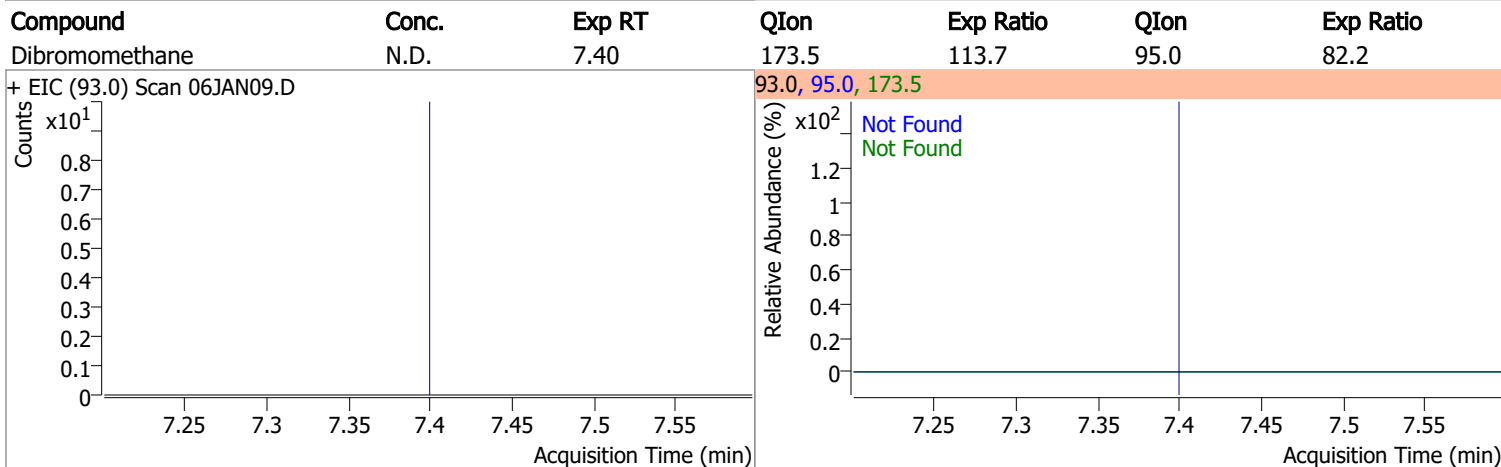 Compound Conc. Exp RT QIon Exp Ratio QIon Exp Ratio
Dibromomethane N.D. 7.40 173.5 113.7 95.0 82.2
+ EIC (93.0) Scan 06JAN09.D
Counts
x10¹
0.8
0.7
0.6
0.5
0.4
0.3
0.2
0.1
0
7.25 7.3 7.35 7.4 7.45 7.5 7.55
Acquisition Time (min)
93.0, 95.0, 173.5
Relative Abundance (%)
x10²
Not Found
Not Found
1.2
1
0.8
0.6
0.4
0.2
0
7.25 7.3 7.35 7.4 7.45 7.5 7.55
Acquisition Time (min)